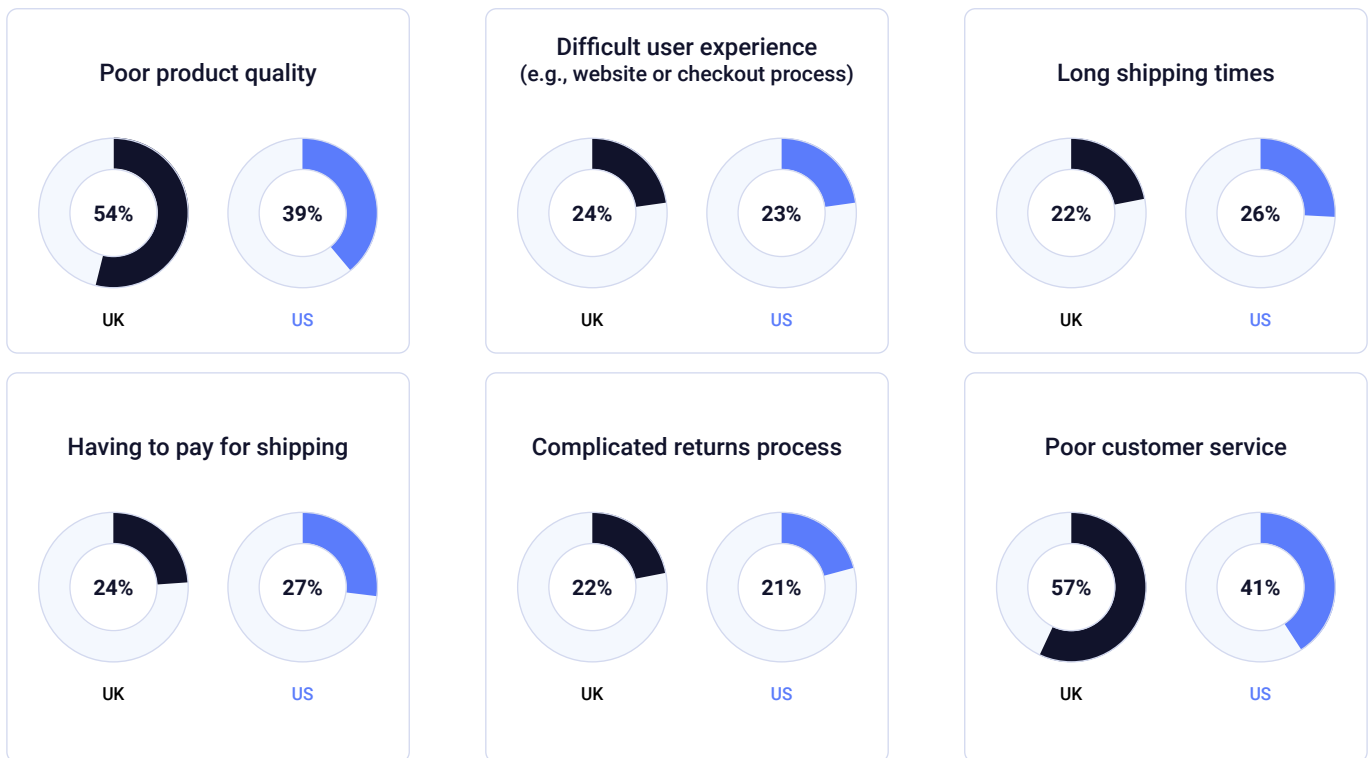 Poor product quality
54%
39%
UK
US
Difficult user experience
(e.g., website or checkout process)
24%
23%
UK
US
Long shipping times
22%
26%
UK
US
Having to pay for shipping
24%
27%
UK
US
Complicated returns process
22%
21%
UK
US
Poor customer service
57%
41%
UK
US